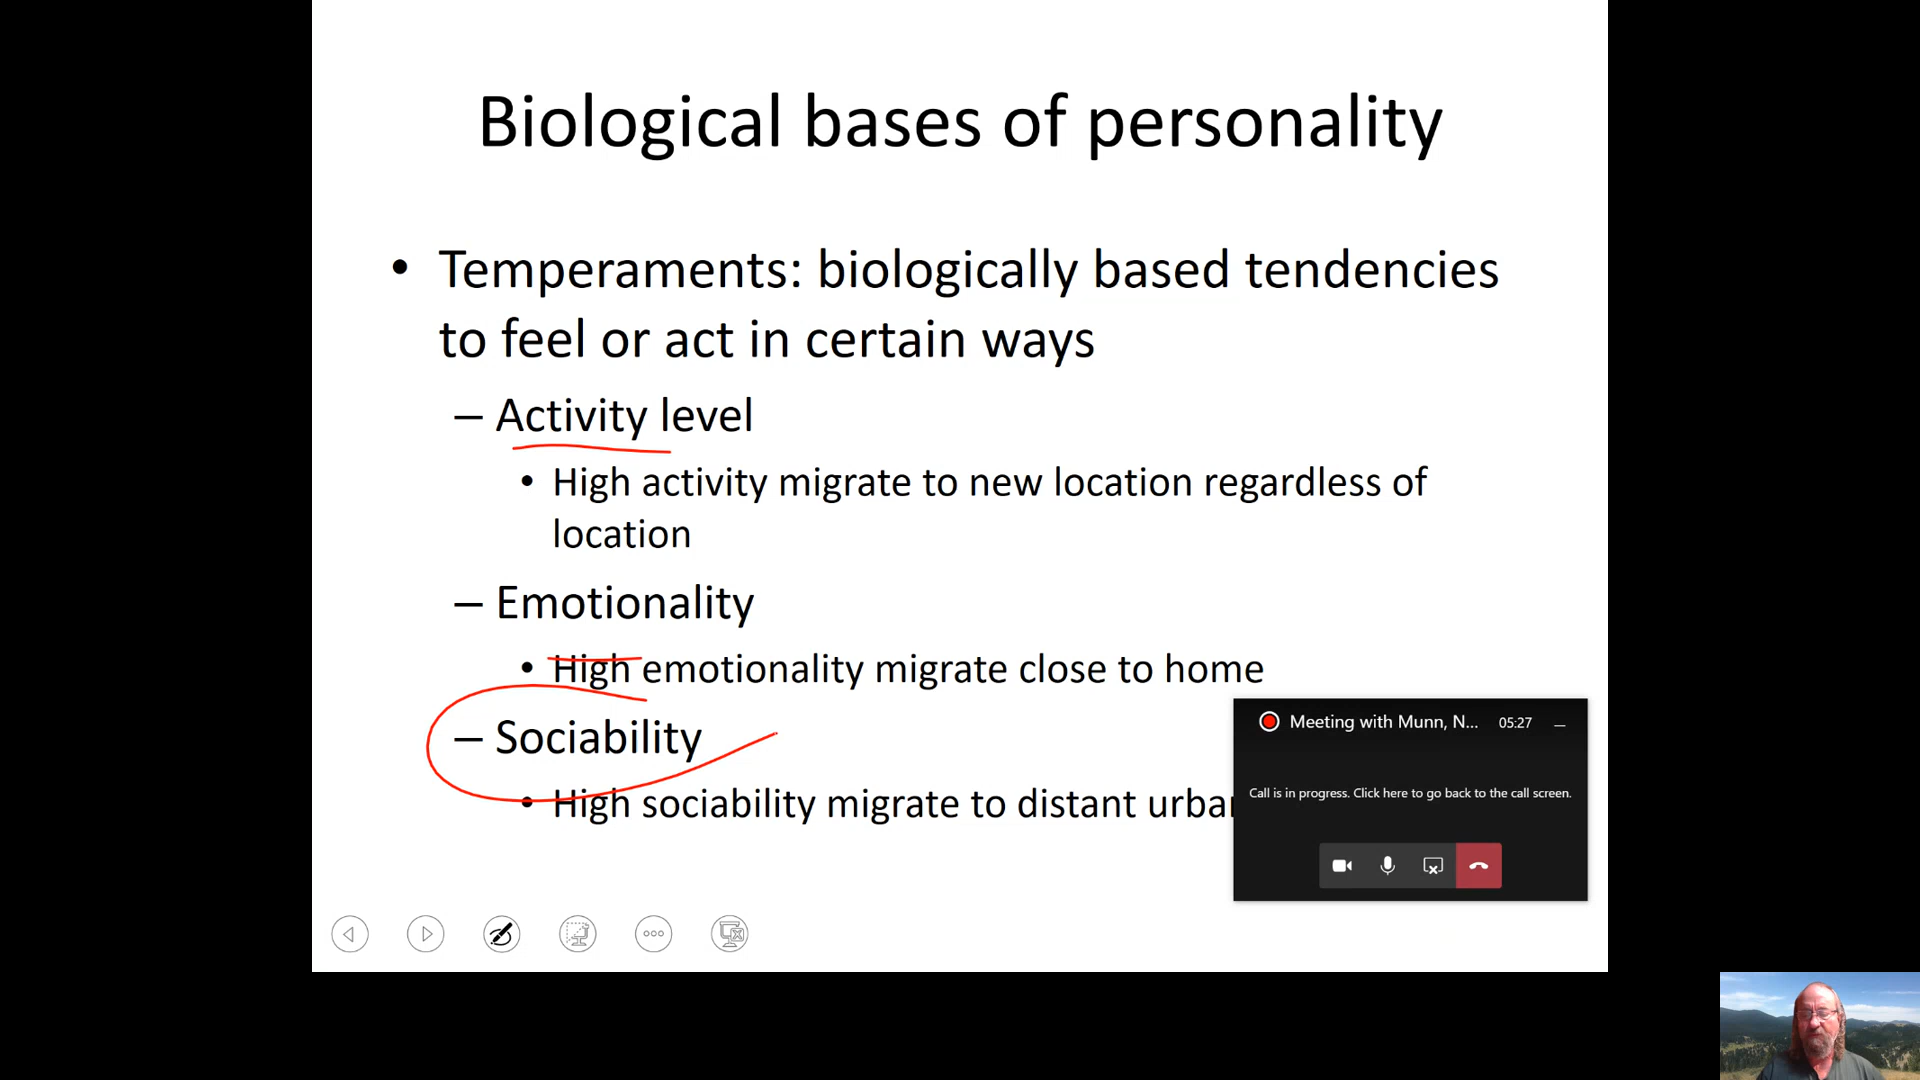 Biological bases of personality
• Temperaments: biologically based tendencies
to feel or act in certain ways
– Activity level
• High activity migrate to new location regardless of
location
– Emotionality
• High emotionality migrate close to home
– Sociability
• High sociability migrate to distant
Meeting with Munn, N... 05:27
Call is in progress. Click here to go back to the call screen.